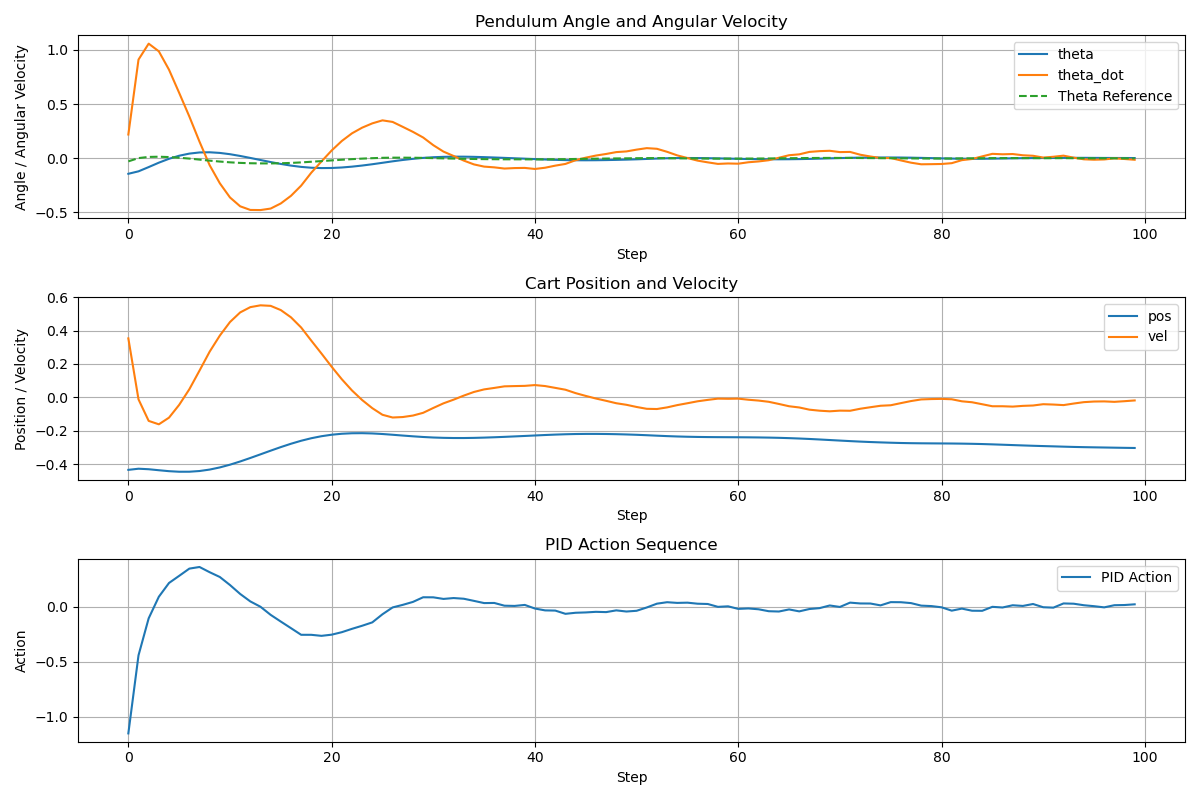 Pendulum Angle and Angular Velocity
Angle / Angular Velocity
1.0
0.5
0.0
−0.5
theta
theta_dot
Theta Reference
0 20 40 60 80 100
Step
Cart Position and Velocity
Position / Velocity
0.6
0.4
0.2
0.0
−0.2
−0.4
pos
vel
0 20 40 60 80 100
Step
PID Action Sequence
Action
0.0
−0.5
−1.0
PID Action
0 20 40 60 80 100
Step